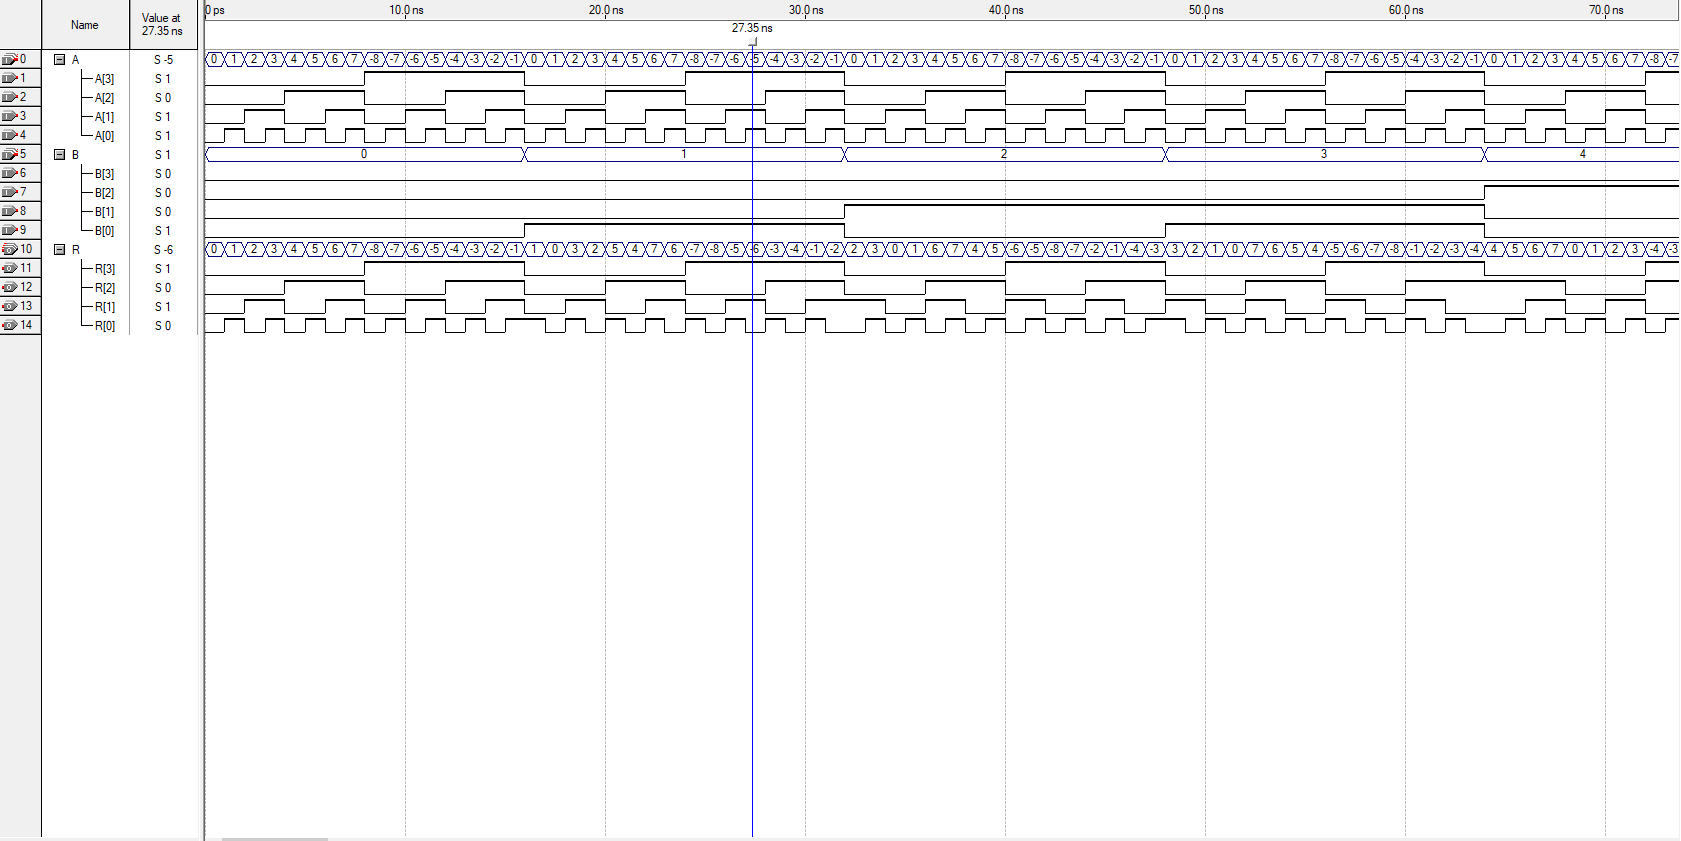 0 ps 10.0 ns 20.0 ns 30.0 ns 40.0 ns 50.0 ns 60.0 ns 70.0 ns
Name Value at 27.35 ns
27.35 ns
0 A S -5 0 1 2 3 4 5 6 7 -8 -7 -6 -5 -4 -3 -2 -1 0 1 2 3 4 5 6 7 -8 -7 -6 -5 -4 -3 -2 -1 0 1 2 3 4 5 6 7 -8 -7 -6 -5 -4 -3 -2 -1 0 1 2 3 4 5 6 7 -8 -7 -6 -5 -4 -3 -2 -1 0 1 2 3 4 5 6 7 -8 -7
1 A[3] S 1
2 A[2] S 0
3 A[1] S 1
4 A[0] S 1
5 B S 1 0 1 2 3 4
6 B[3] S 0
7 B[2] S 0
8 B[1] S 0
9 B[0] S 1
10 R S -6 0 1 2 3 4 5 6 7 -8 -7 -6 -5 -4 -3 -2 -1 1 0 3 2 5 4 7 6 -7 -8 -5 -6 -3 -4 -1 -2 2 3 0 1 6 7 4 5 -6 -5 -8 -7 -2 -1 -4 -3 3 2 1 0 7 6 5 4 -5 -6 -7 -8 -1 -2 -3 -4 4 5 6 7 0 1 2 3 -4 -3
11 R[3] S 1
12 R[2] S 0
13 R[1] S 1
14 R[0] S 0